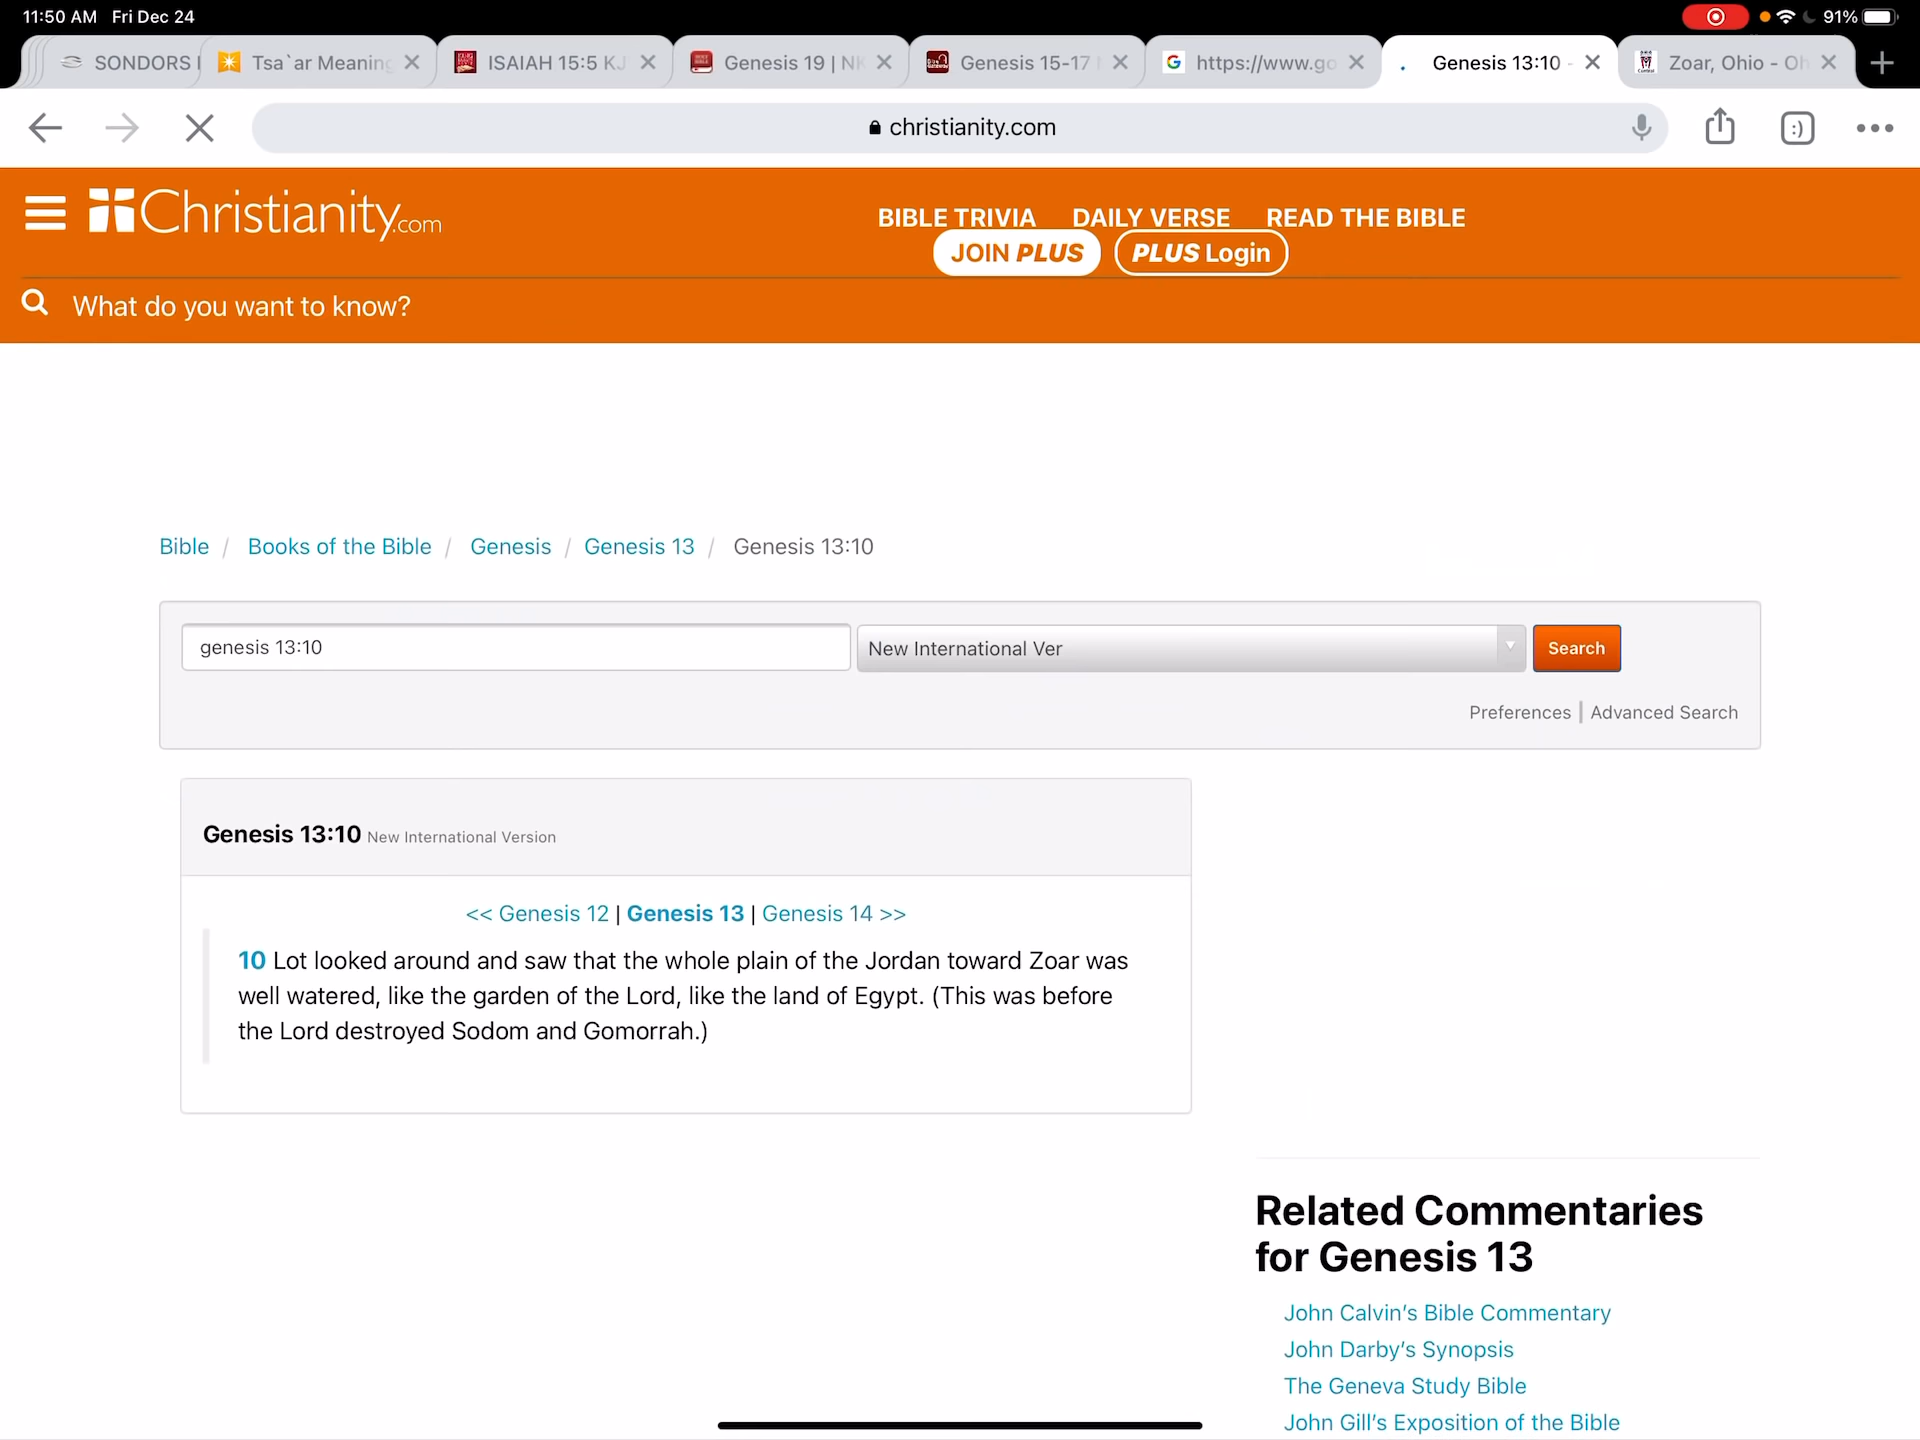 11:50 AM Fri Dec 24
91%
SONDORS
Tsa`ar Meaning
ISAIAH 15:5 KJ
Genesis 19 | NK
Genesis 15-17
https://www.go
Genesis 13:10 -
Zoar, Ohio - Oh
christianity.com
Christianity.com
BIBLE TRIVIA DAILY VERSE READ THE BIBLE
JOIN PLUS PLUS Login
What do you want to know?
Bible / Books of the Bible / Genesis / Genesis 13 / Genesis 13:10
genesis 13:10 New International Ver Search
Preferences | Advanced Search
Genesis 13:10 New International Version
<< Genesis 12 | Genesis 13 | Genesis 14 >>
10 Lot looked around and saw that the whole plain of the Jordan toward Zoar was
well watered, like the garden of the Lord, like the land of Egypt. (This was before
the Lord destroyed Sodom and Gomorrah.)
Related Commentaries
for Genesis 13
John Calvin's Bible Commentary
John Darby's Synopsis
The Geneva Study Bible
John Gill's Exposition of the Bible